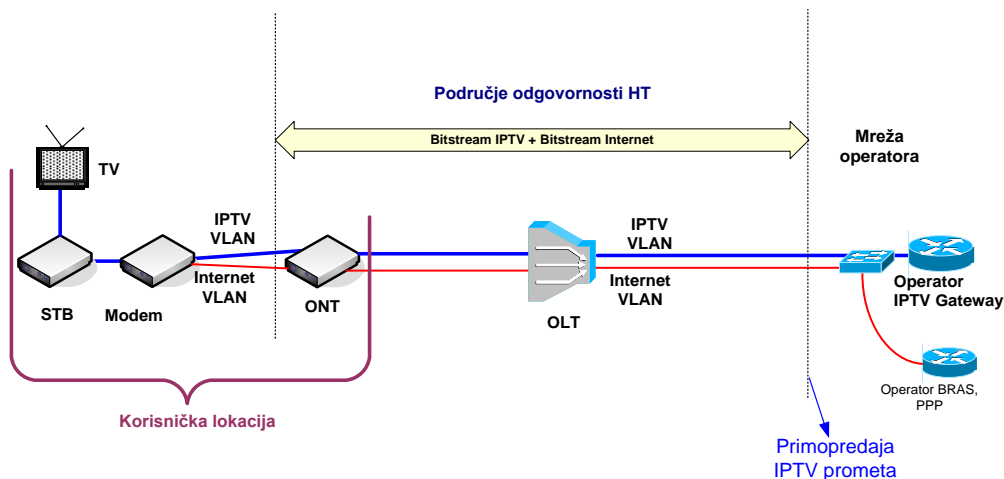 Područje odgovornosti HT
Bitstream IPTV + Bitstream Internet
Mreža
operatora
TV
IPTV
VLAN
Internet
VLAN
STB
Modem
ONT
OLT
IPTV
VLAN
Internet
VLAN
Operator
IPTV Gateway
Operator BRAS,
PPP
Korisnička lokacija
Primopredaja
IPTV prometa